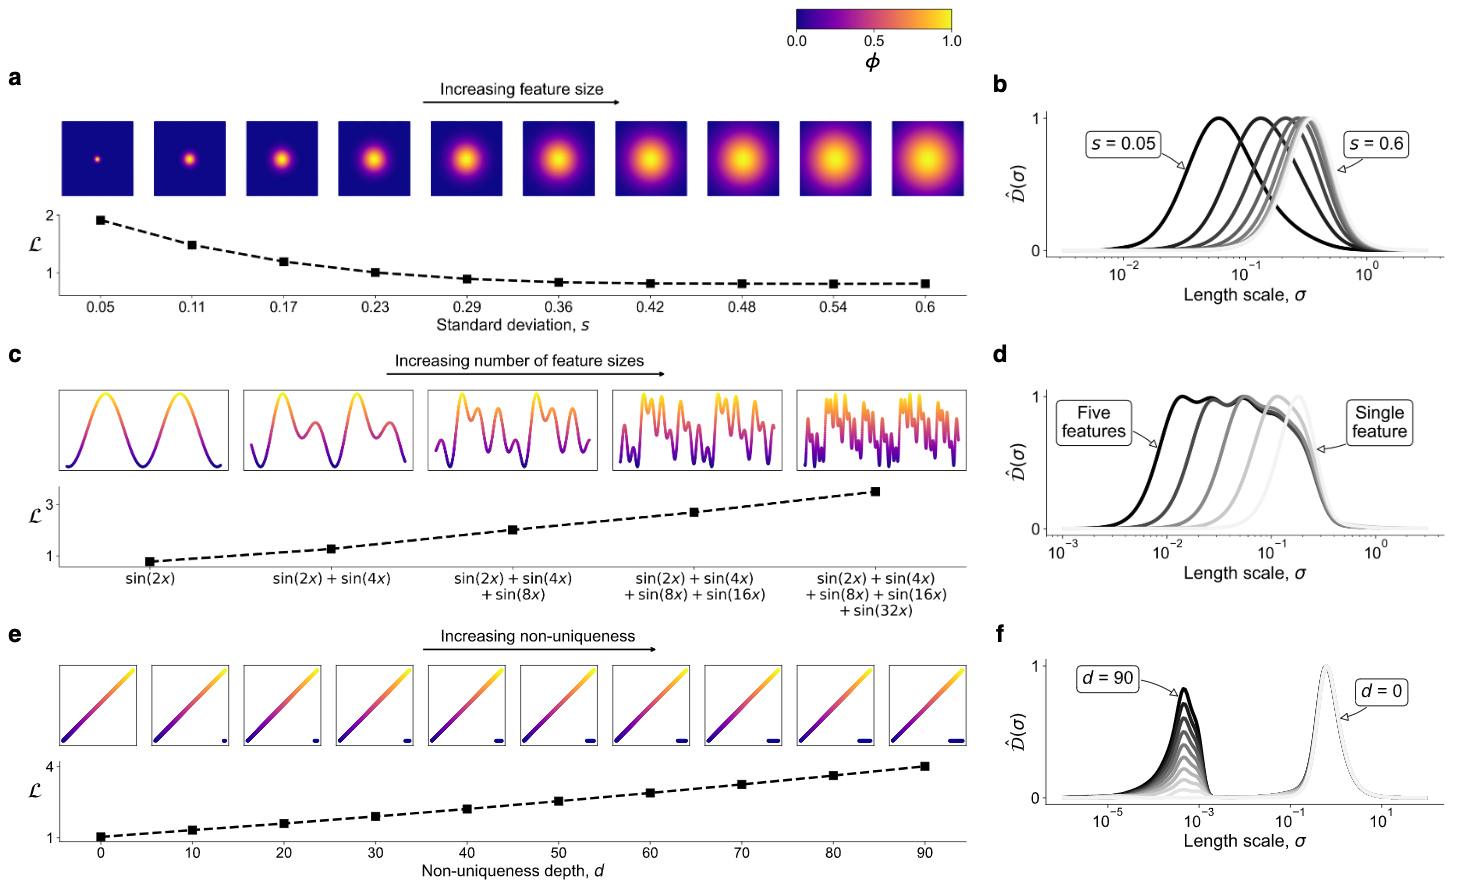 0.0 0.5 1.0
ϕ
a
Increasing feature size
2
1
ℒ
0.05 0.11 0.17 0.23 0.29 0.36 0.42 0.48 0.54 0.6
Standard deviation, s
b
1
0
s = 0.05
s = 0.6
𝒟̂(σ)
10⁻² 10⁻¹ 10⁰
Length scale, σ
c
Increasing number of feature sizes
3
1
ℒ
sin(2x)
sin(2x) + sin(4x)
sin(2x) + sin(4x)
+ sin(8x)
sin(2x) + sin(4x)
+ sin(8x) + sin(16x)
sin(2x) + sin(4x)
+ sin(8x) + sin(16x)
+ sin(32x)
d
1
0
Five
features
Single
feature
𝒟̂(σ)
10⁻³ 10⁻² 10⁻¹ 10⁰
Length scale, σ
e
Increasing non-uniqueness
4
1
ℒ
0 10 20 30 40 50 60 70 80 90
Non-uniqueness depth, d
f
1
0
d = 90
d = 0
𝒟̂(σ)
10⁻⁵ 10⁻³ 10⁻¹ 10¹
Length scale, σ